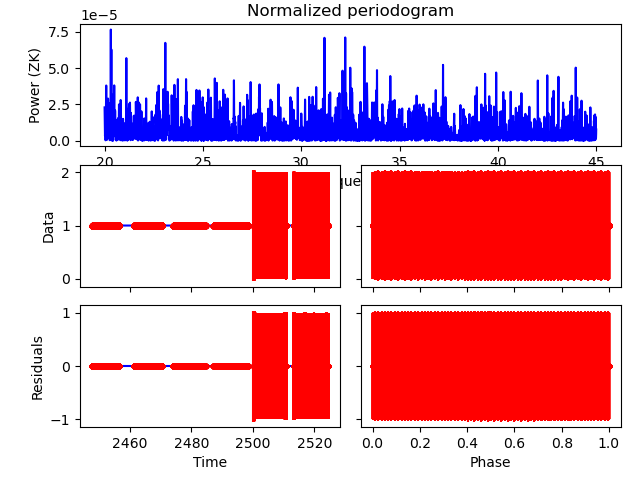 Normalized periodogram
1e−5
7.5
5.0
2.5
0.0
Power (ZK)
20 25 30 35 40 45
que
2
1
0
Data
1
0
−1
Residuals
2460 2480 2500 2520
Time
0.0 0.2 0.4 0.6 0.8 1.0
Phase